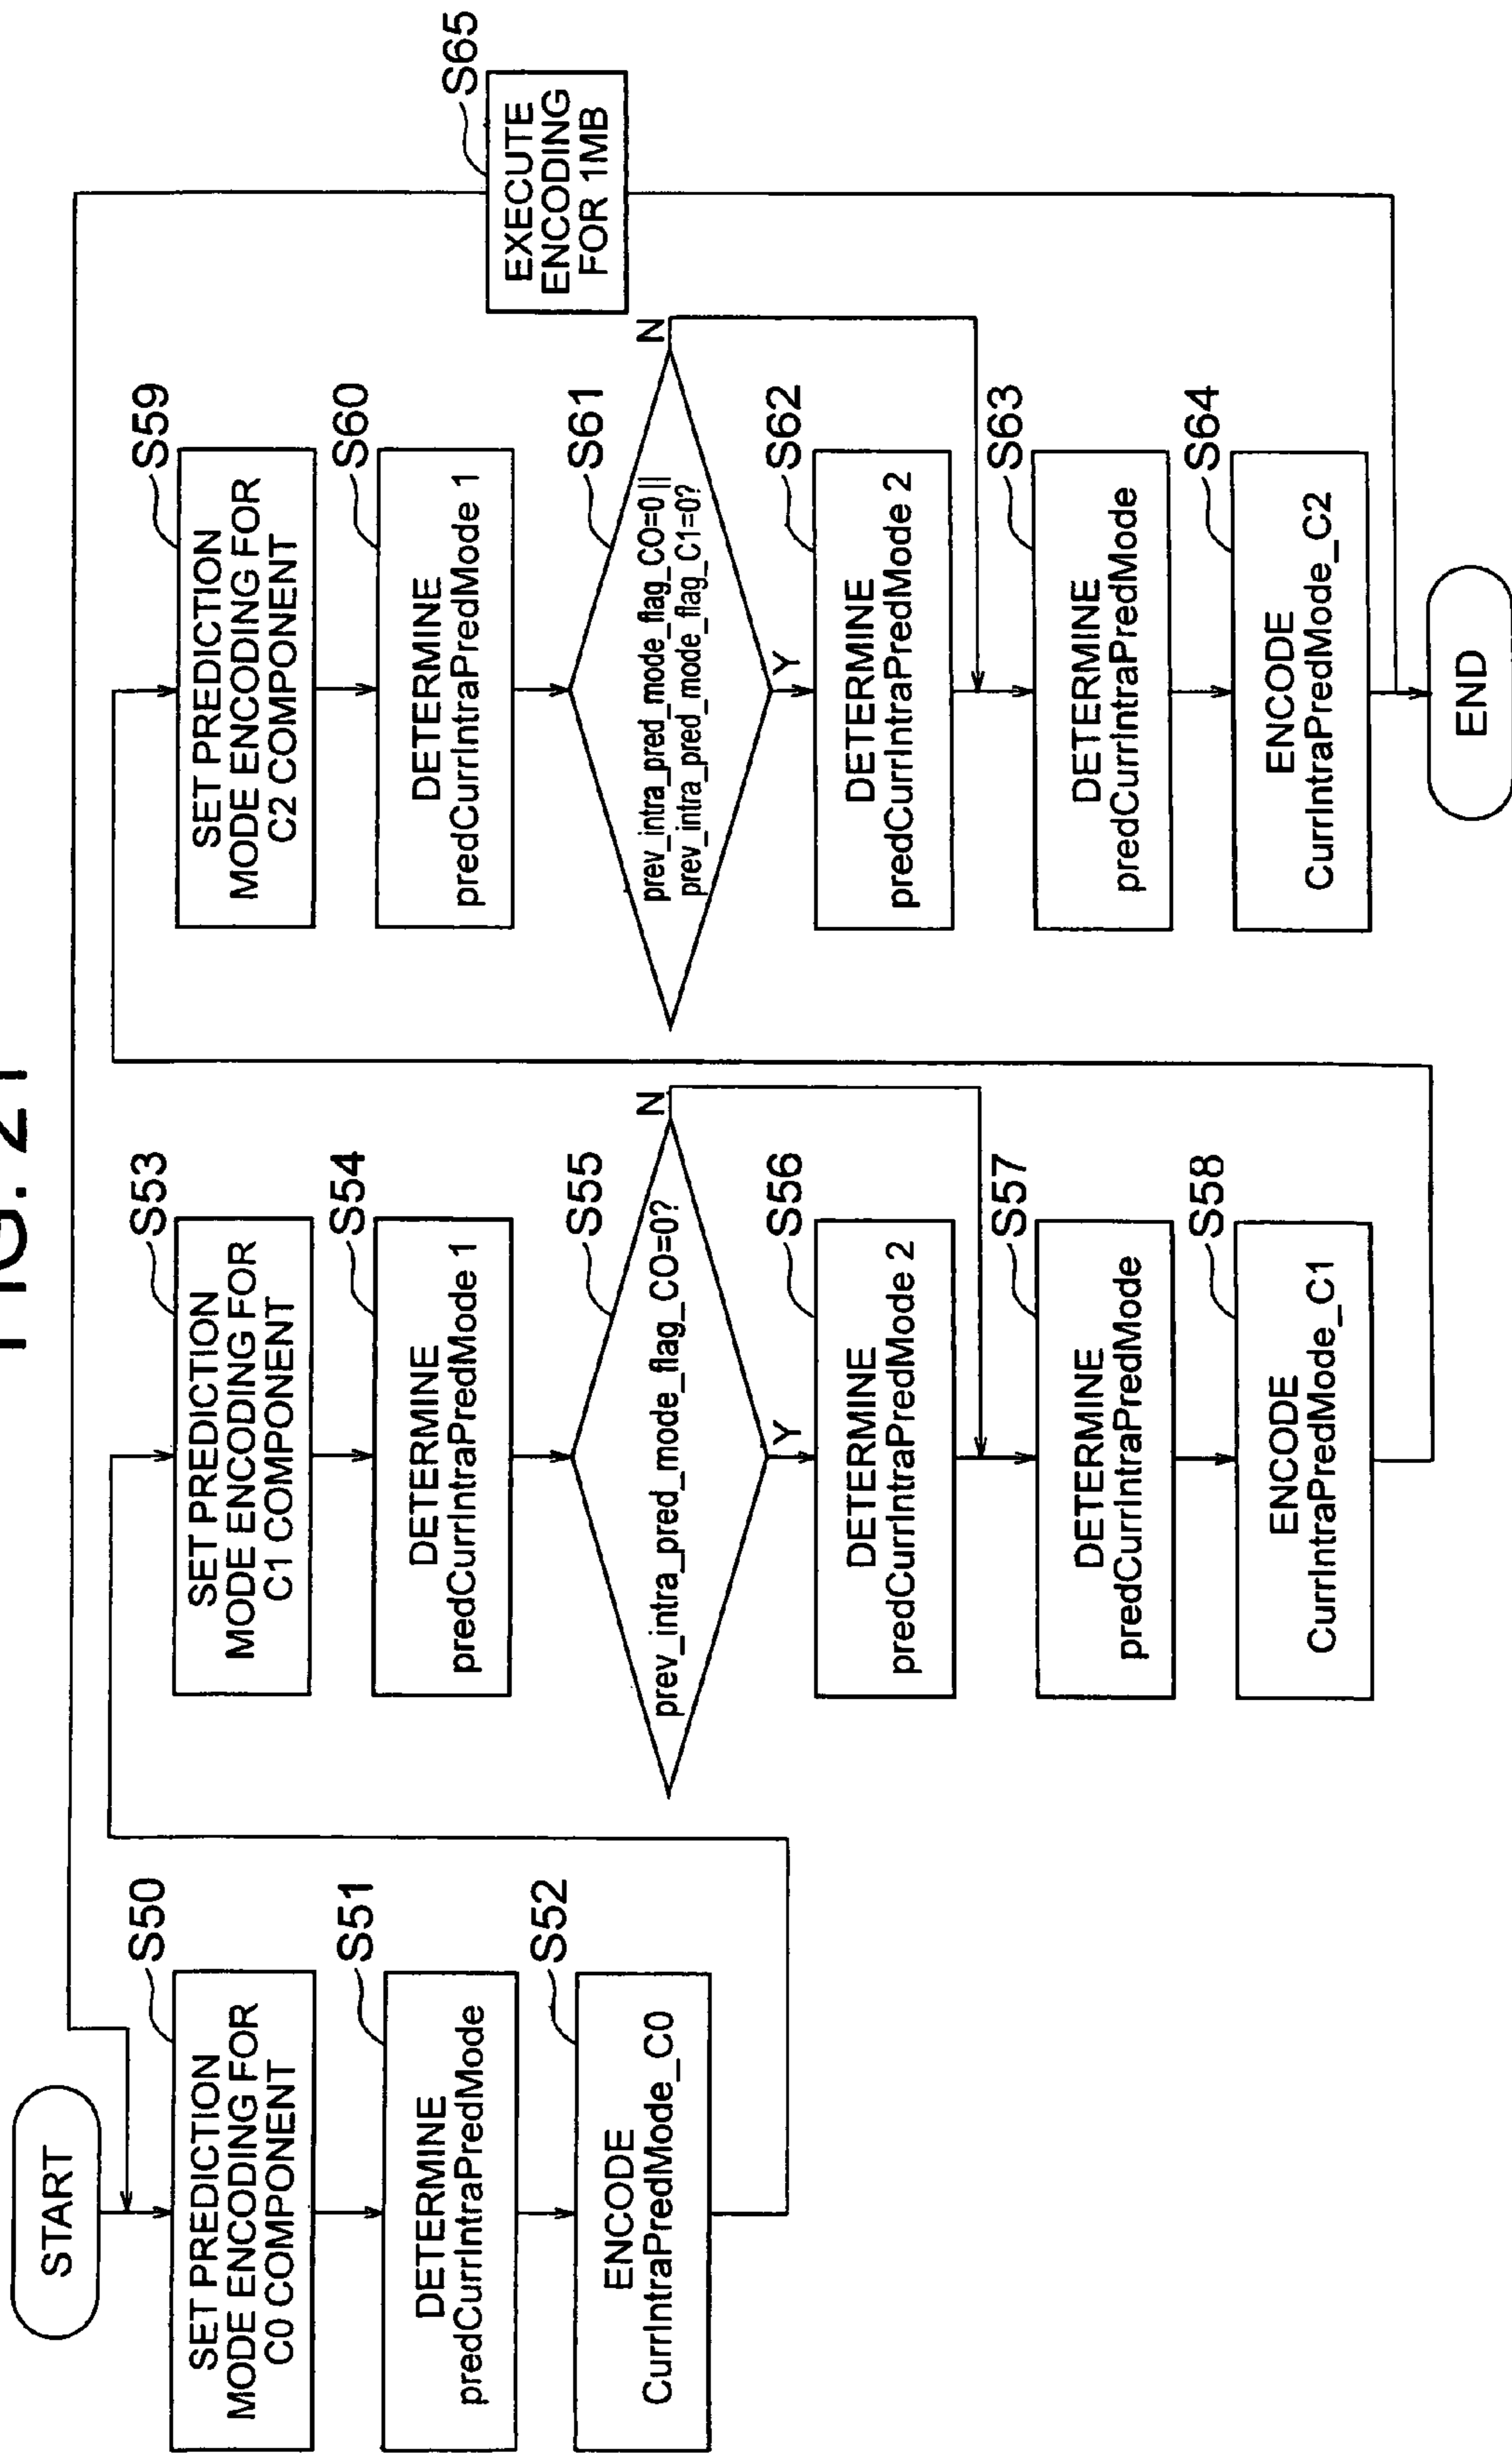 FIG. 21
START
S50
SET PREDICTION
MODE ENCODING FOR
C0 COMPONENT
S51
DETERMINE
predCurrIntraPredMode
S52
ENCODE
CurrIntraPredMode_C0
S53
SET PREDICTION
MODE ENCODING FOR
C1 COMPONENT
S54
DETERMINE
predCurrIntraPredMode 1
S55
prev_intra_pred_mode_flag_CO=0?
N
Y
S56
DETERMINE
predCurrIntraPredMode 2
S57
DETERMINE
predCurrIntraPredMode
S58
ENCODE
CurrIntraPredMode_C1
S59
SET PREDICTION
MODE ENCODING FOR
C2 COMPONENT
S60
DETERMINE
predCurrIntraPredMode 1
S61
prev_intra_pred_mode_flag_CO=0 ||
prev_intra_pred_mode_flag_C1=0?
N
Y
S62
DETERMINE
predCurrIntraPredMode 2
S63
DETERMINE
predCurrIntraPredMode
S64
ENCODE
CurrIntraPredMode_C2
END
S65
EXECUTE
ENCODING
FOR 1MB